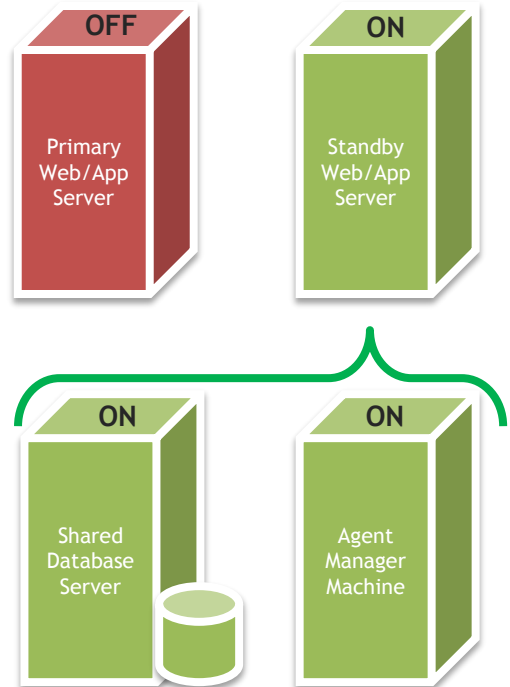 OFF
Primary
Web/App
Server
ON
Standby
Web/App
Server
ON
Shared
Database
Server
ON
Agent
Manager
Machine